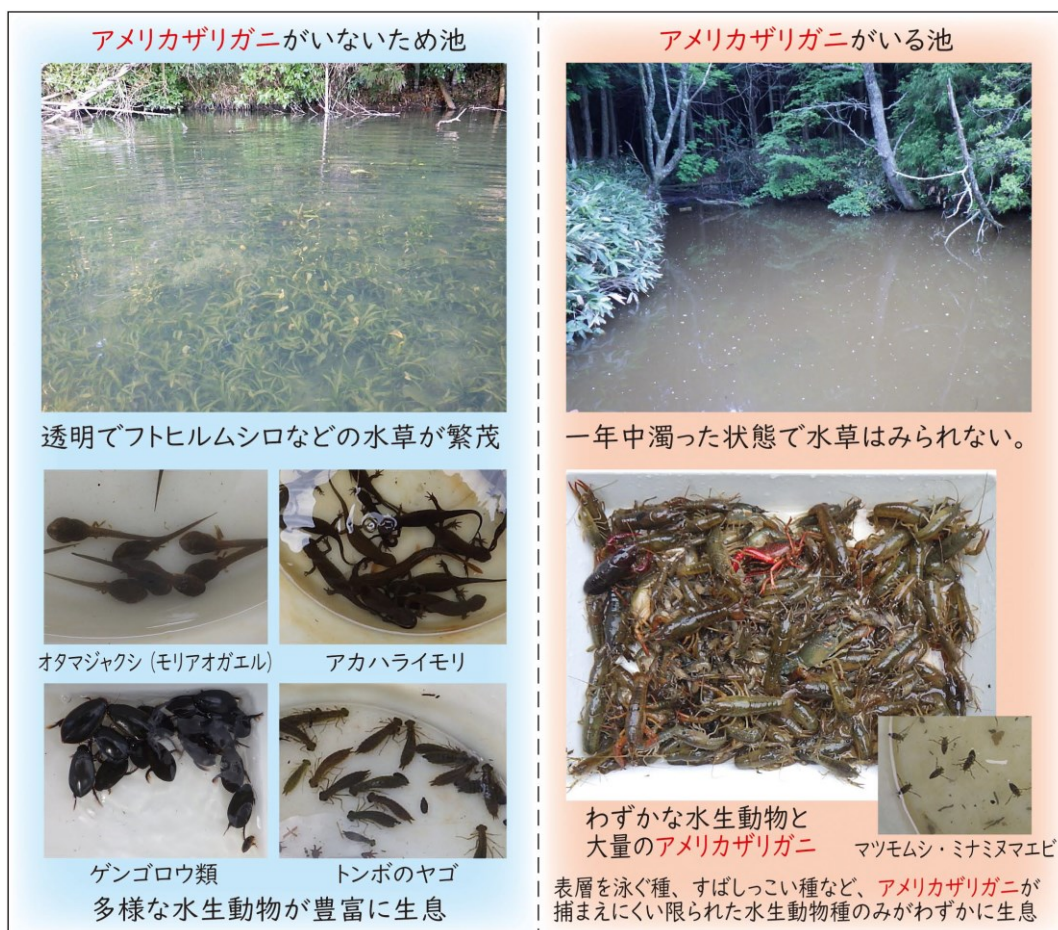 アメリカザリガニがいないため池
透明でフトヒルムシロなどの水草が繁茂
オタマジャクシ (モリアオガエル)
アカハライモリ
ゲンゴロウ類
トンボのヤゴ
多様な水生動物が豊富に生息
アメリカザリガニがいる池
一年中濁った状態で水草はみられない。
わずかな水生動物と
大量のアメリカザリガニ
マツモムシ・ミナミヌマエビ
表層を泳ぐ種、すばしっこい種など、アメリカザリガニが
捕まえにくい限られた水生動物種のみがわずかに生息